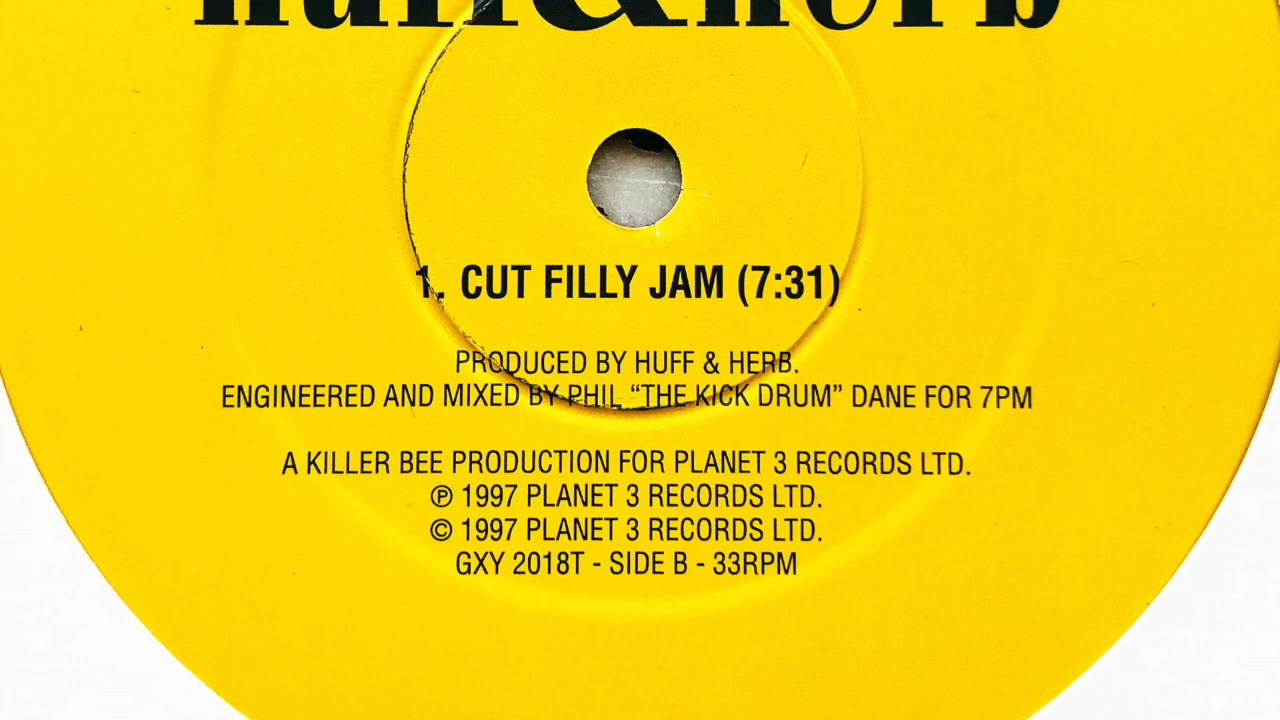 huff & herb
1. CUT FILLY JAM (7:31)
PRODUCED BY HUFF & HERB.
ENGINEERED AND MIXED BY PHIL “THE KICK DRUM” DANE FOR 7PM
A KILLER BEE PRODUCTION FOR PLANET 3 RECORDS LTD.
℗ 1997 PLANET 3 RECORDS LTD.
© 1997 PLANET 3 RECORDS LTD.
GXY 2018T - SIDE B - 33RPM